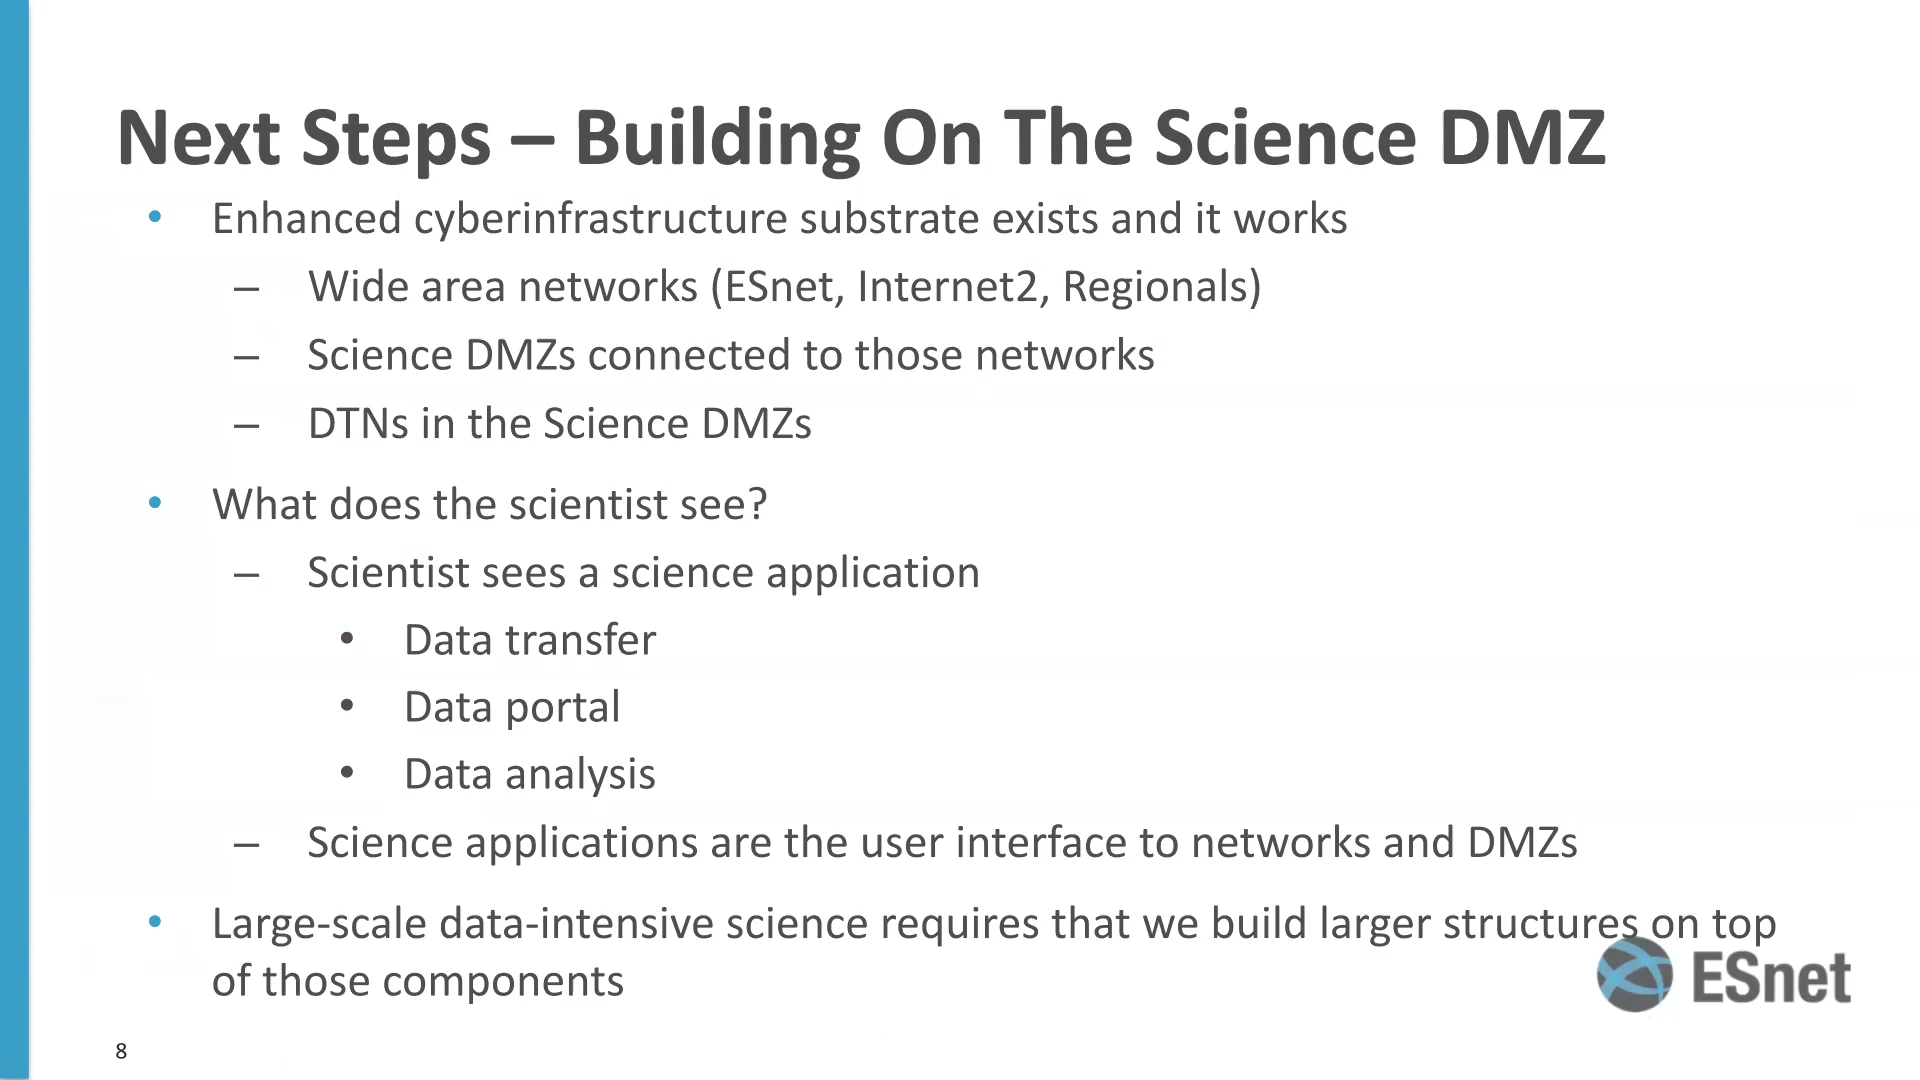 Next Steps – Building On The Science DMZ
• Enhanced cyberinfrastructure substrate exists and it works
– Wide area networks (ESnet, Internet2, Regionals)
– Science DMZs connected to those networks
– DTNs in the Science DMZs
• What does the scientist see?
– Scientist sees a science application
• Data transfer
• Data portal
• Data analysis
– Science applications are the user interface to networks and DMZs
• Large-scale data-intensive science requires that we build larger structures on top
of those components
ESnet
8